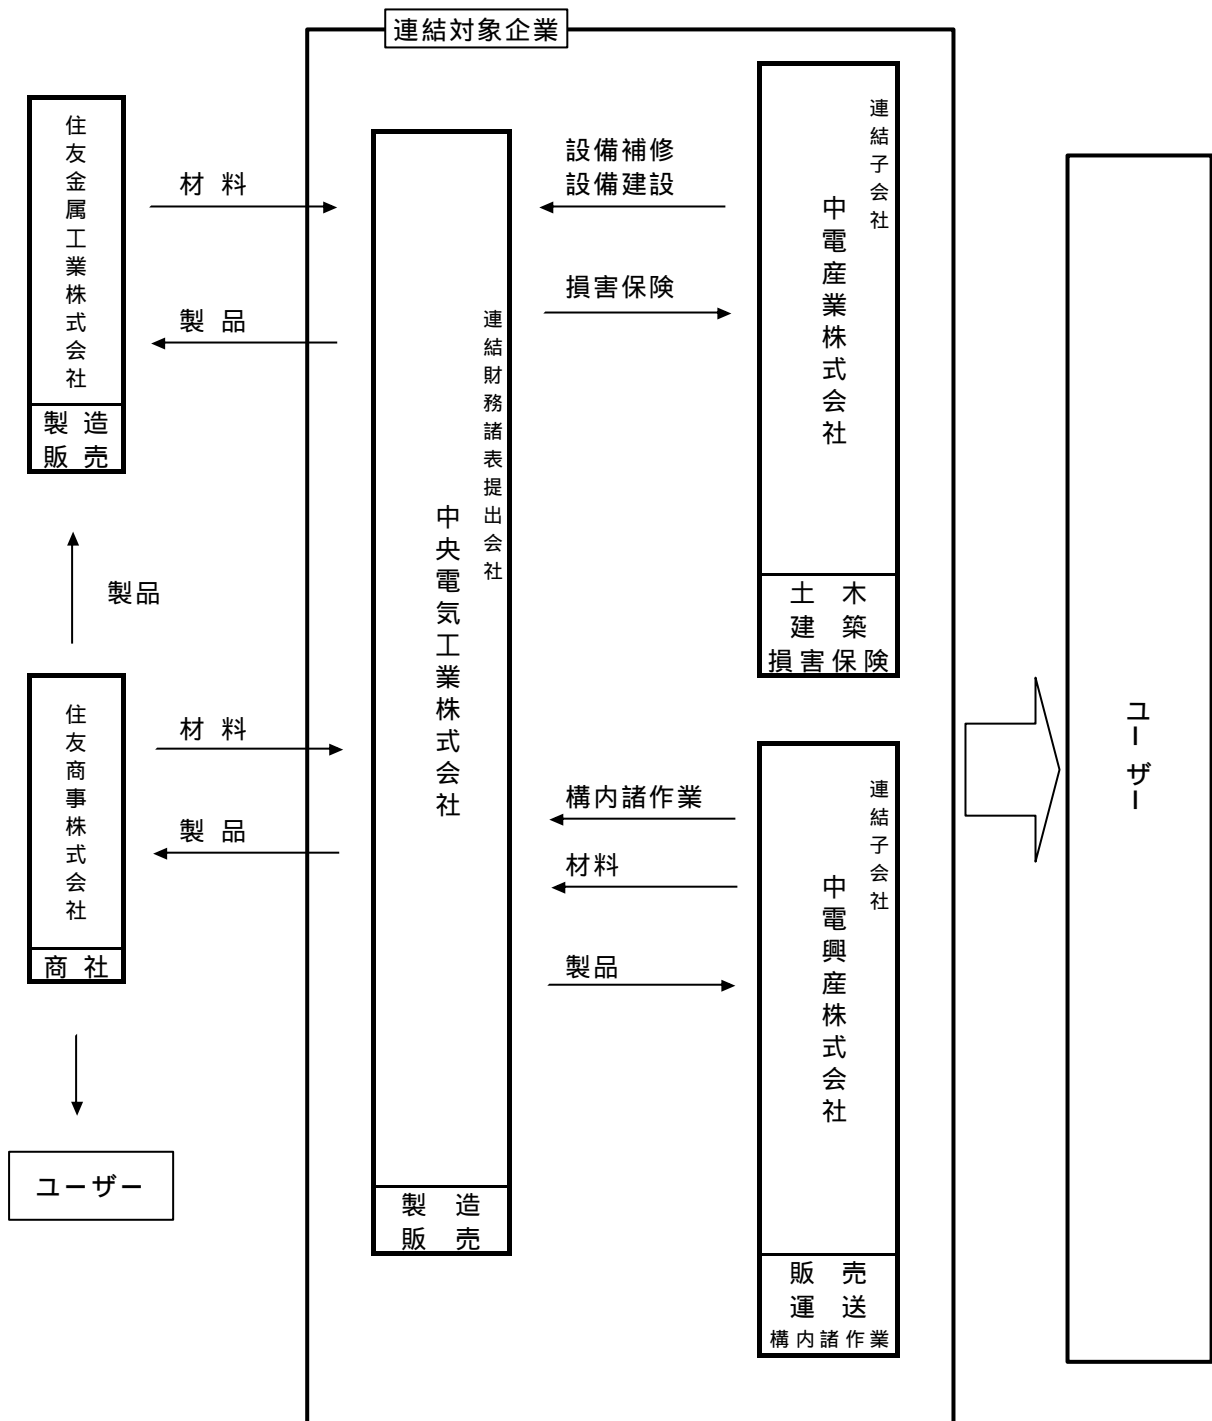 連結対象企業
住友金属工業株式会社
製 造
販 売
材 料
製 品
製品
住友商事株式会社
商 社
材 料
製 品
ユーザー
連結財務諸表提出会社
中央電気工業株式会社
製 造
販 売
設備補修
設備建設
損害保険
連結子会社
中電産業株式会社
土 木
建 築
損害保険
構内諸作業
材料
製品
連結子会社
中電興産株式会社
販 売
運 送
構内諸作業
ユーザー